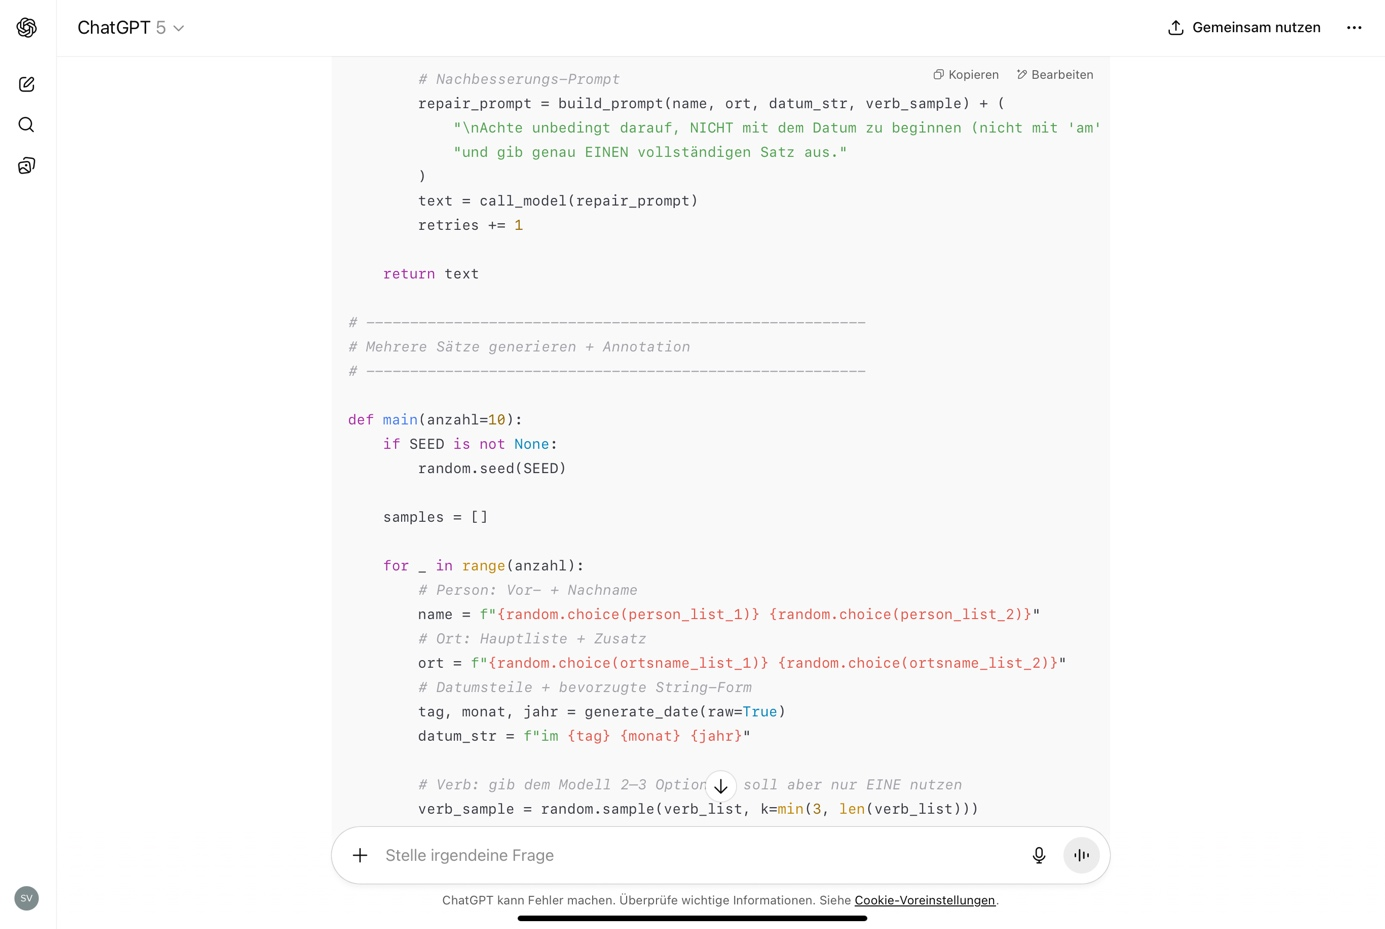 ChatGPT 5
Gemeinsam nutzen
Kopieren Bearbeiten
# Nachbesserungs-Prompt
repair_prompt = build_prompt(name, ort, datum_str, verb_sample) + (
"\nAchte unbedingt darauf, NICHT mit dem Datum zu beginnen (nicht mit 'am'
"und gib genau EINEN vollständigen Satz aus."
)
text = call_model(repair_prompt)
retries += 1
return text
# ---------------------------------------------------------
# Mehrere Sätze generieren + Annotation
# ---------------------------------------------------------
def main(anzahl=10):
if SEED is not None:
random.seed(SEED)
samples = []
for _ in range(anzahl):
# Person: Vor- + Nachname
name = f"{random.choice(person_list_1)} {random.choice(person_list_2)}"
# Ort: Hauptliste + Zusatz
ort = f"{random.choice(ortsname_list_1)} {random.choice(ortsname_list_2)}"
# Datumsteile + bevorzugte String-Form
tag, monat, jahr = generate_date(raw=True)
datum_str = f"im {tag} {monat} {jahr}"
# Verb: gib dem Modell 2–3 Option soll aber nur EINE nutzen
verb_sample = random.sample(verb_list, k=min(3, len(verb_list)))
Stelle irgendeine Frage
SV
ChatGPT kann Fehler machen. Überprüfe wichtige Informationen. Siehe Cookie-Voreinstellungen.